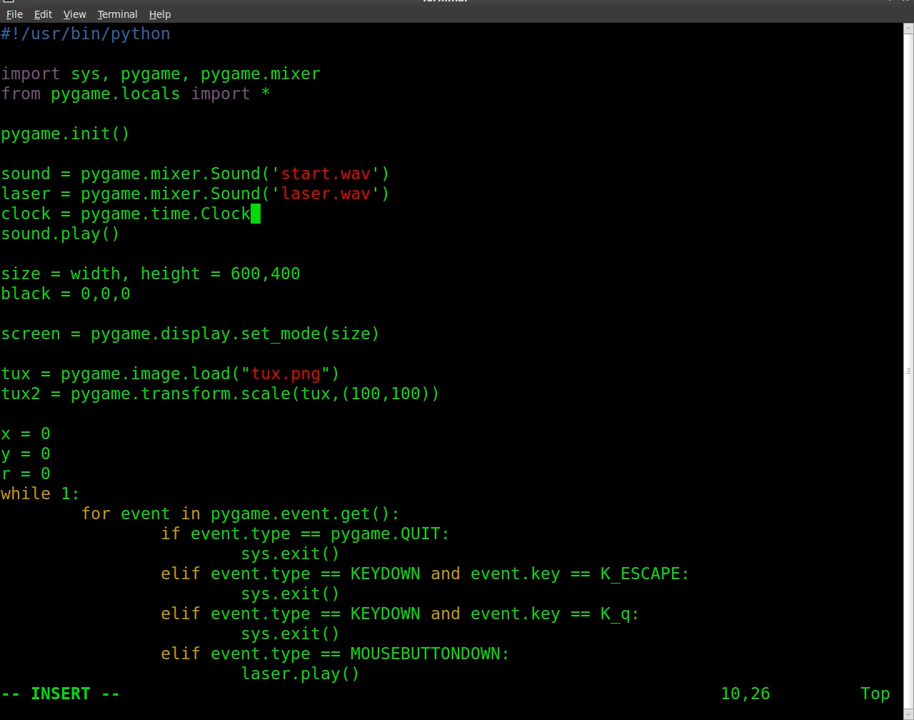 File Edit View Terminal Help
#!/usr/bin/python
import sys, pygame, pygame.mixer
from pygame.locals import *
pygame.init()
sound = pygame.mixer.Sound('start.wav')
laser = pygame.mixer.Sound('laser.wav')
clock = pygame.time.Clock
sound.play()
size = width, height = 600,400
black = 0,0,0
screen = pygame.display.set_mode(size)
tux = pygame.image.load("tux.png")
tux2 = pygame.transform.scale(tux,(100,100))
x = 0
y = 0
r = 0
while 1:
for event in pygame.event.get():
if event.type == pygame.QUIT:
sys.exit()
elif event.type == KEYDOWN and event.key == K_ESCAPE:
sys.exit()
elif event.type == KEYDOWN and event.key == K_q:
sys.exit()
elif event.type == MOUSEBUTTONDOWN:
laser.play()
-- INSERT -- 10,26 Top